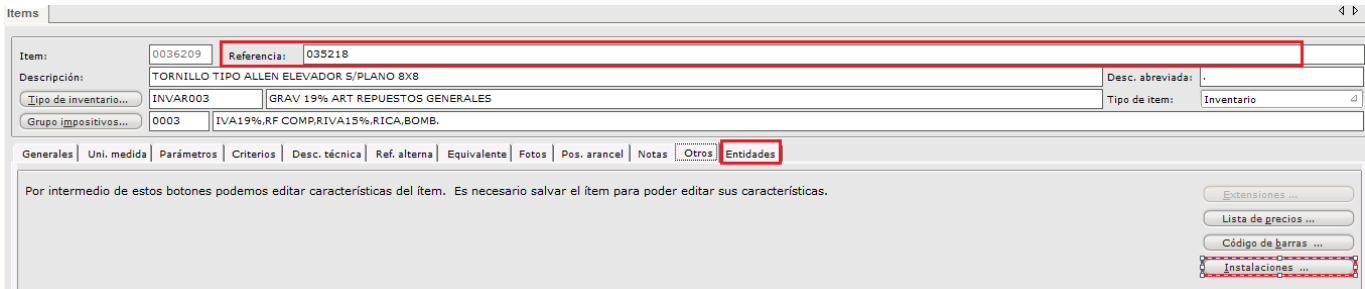 Items
Item: 0036209 Referencia: 035218
Descripción: TORNILLO TIPO ALLEN ELEVADOR S/PLANO 8X8 Desc. abreviada: .
Tipo de inventario... INVAR003 GRAV 19% ART REPUESTOS GENERALES Tipo de item: Inventario
Grupo impositivos... 0003 IVA19%,RF COMP,RIVA15%,RICA,BOMB.
Generales Uni. medida Parámetros Criterios Desc. técnica Ref. alterna Equivalente Fotos Pos. arancel Notas Otros Entidades
Por intermedio de estos botones podemos editar características del ítem. Es necesario salvar el ítem para poder editar sus características.
Extensiones ...
Lista de precios ...
Código de barras ...
Instalaciones ...